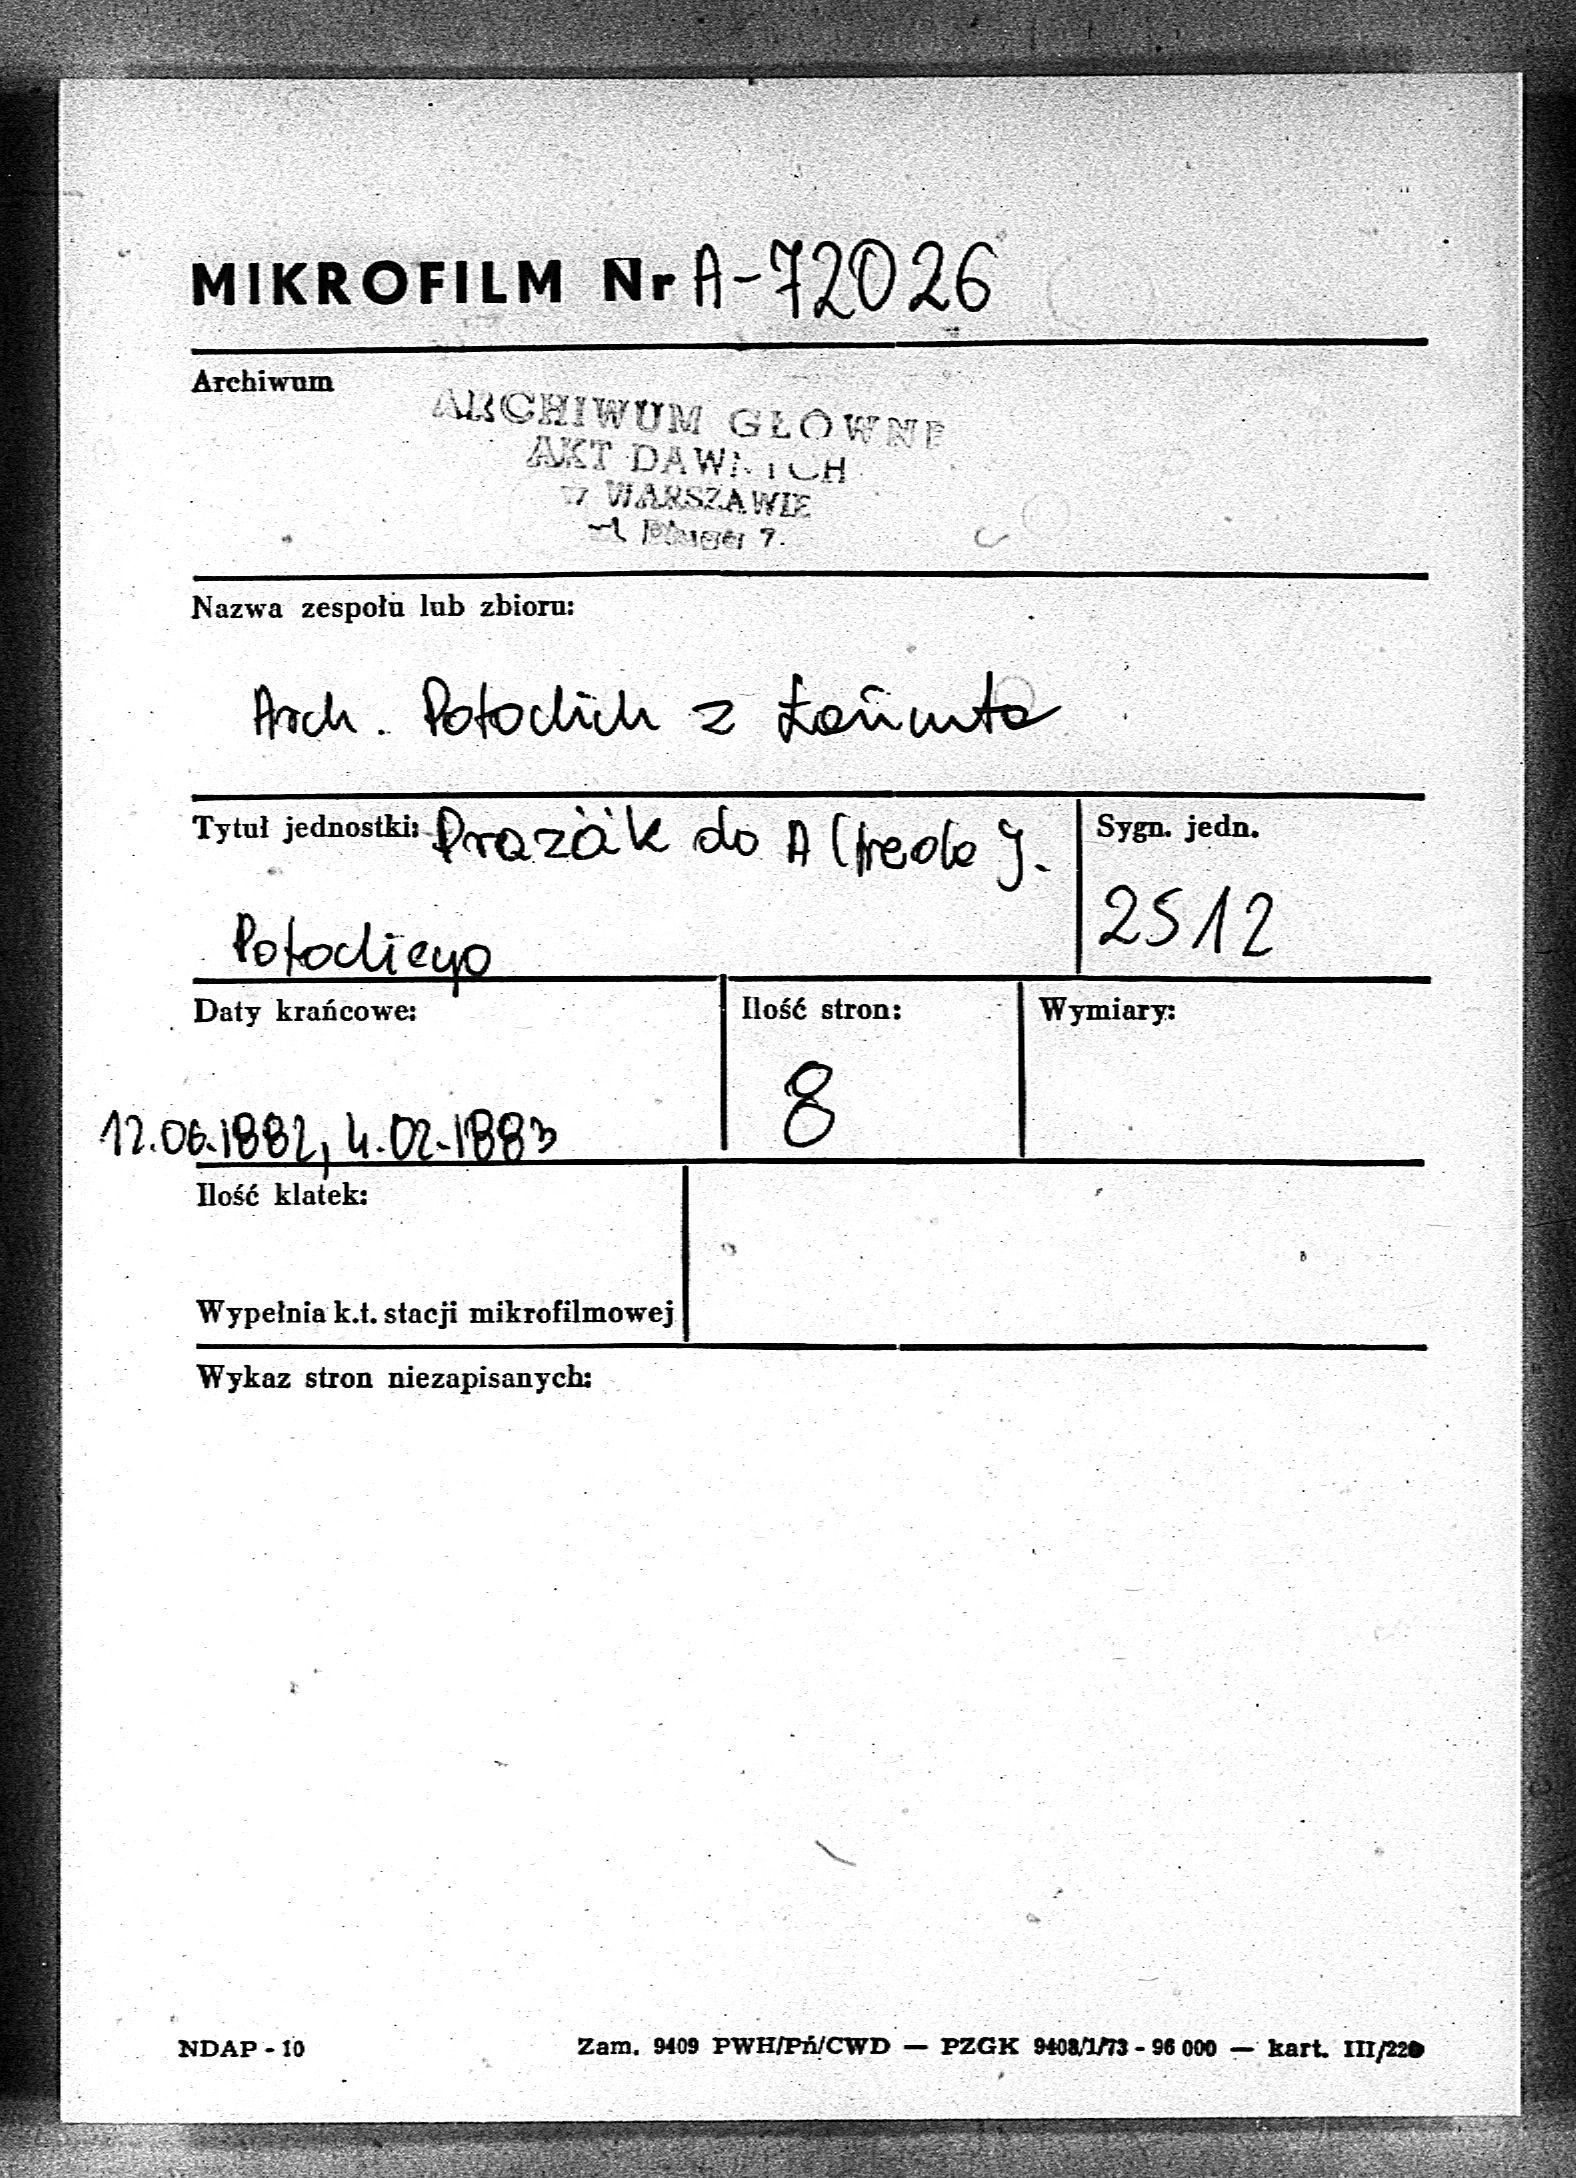 MIKROFILM Nr A-72026
Archiwum
ARCHIWUM GŁÓWNE
AKT DAWNYCH
w WARSZAWIE
ul. Długa 7.
Nazwa zespołu lub zbioru:
Arch. Potockich z Łańcuta
Tytuł jednostki: Prażák do Alfreda J.
Potockiego
Sygn. jedn.
2512
Daty krańcowe:
12.06.1882, 4.02.1883
Ilość stron:
8
Wymiary:
Ilość klatek:
Wypełnia k.t. stacji mikrofilmowej
Wykaz stron niezapisanych:
NDAP - 10
Zam. 9409 PWH/Pń/CWD — PZGK 9408/1/73 - 96 000 — kart. III/220